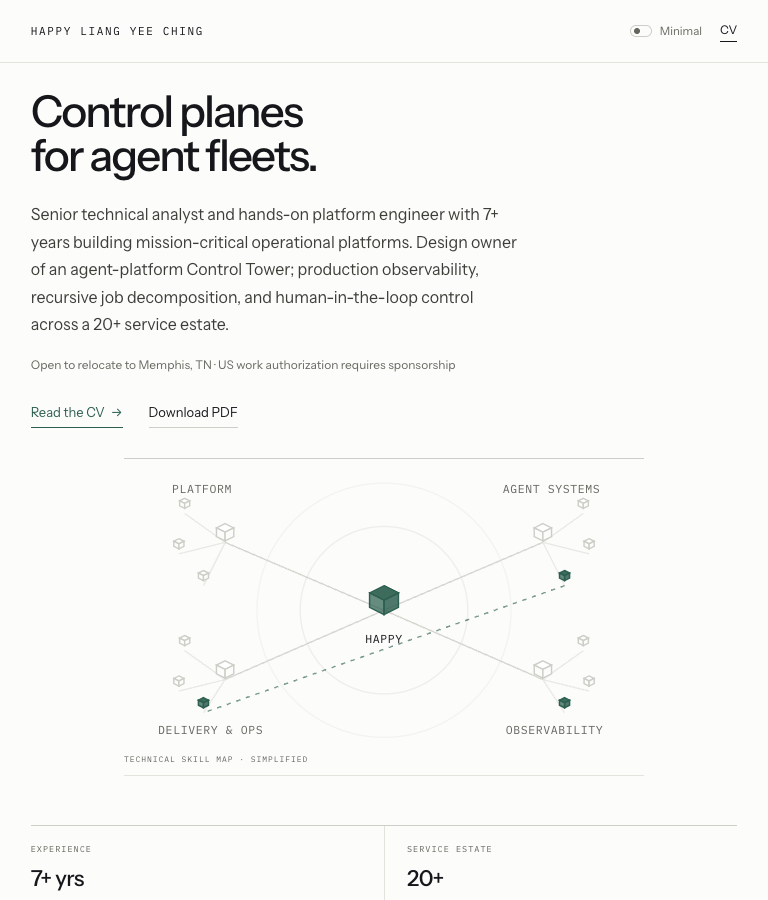 HAPPY LIANG YEE CHING
Minimal
CV
Control planes
for agent fleets.
Senior technical analyst and hands-on platform engineer with 7+
years building mission-critical operational platforms. Design owner
of an agent-platform Control Tower; production observability,
recursive job decomposition, and human-in-the-loop control
across a 20+ service estate.
Open to relocate to Memphis, TN · US work authorization requires sponsorship
Read the CV →
Download PDF
PLATFORM
AGENT SYSTEMS
HAPPY
DELIVERY & OPS
OBSERVABILITY
TECHNICAL SKILL MAP · SIMPLIFIED
EXPERIENCE
7+ yrs
SERVICE ESTATE
20+